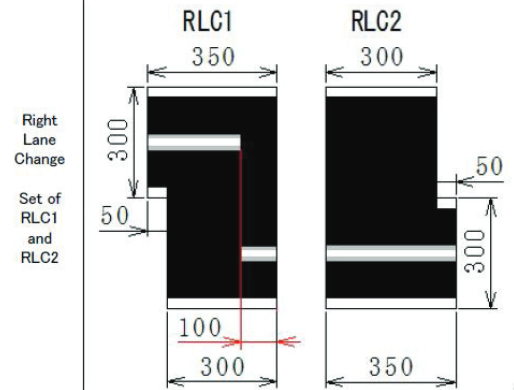 RLC1
RLC2
350
300
300
50
Right
Lane
Change
Set of
RLC1
and
RLC2
50
300
100
300
350